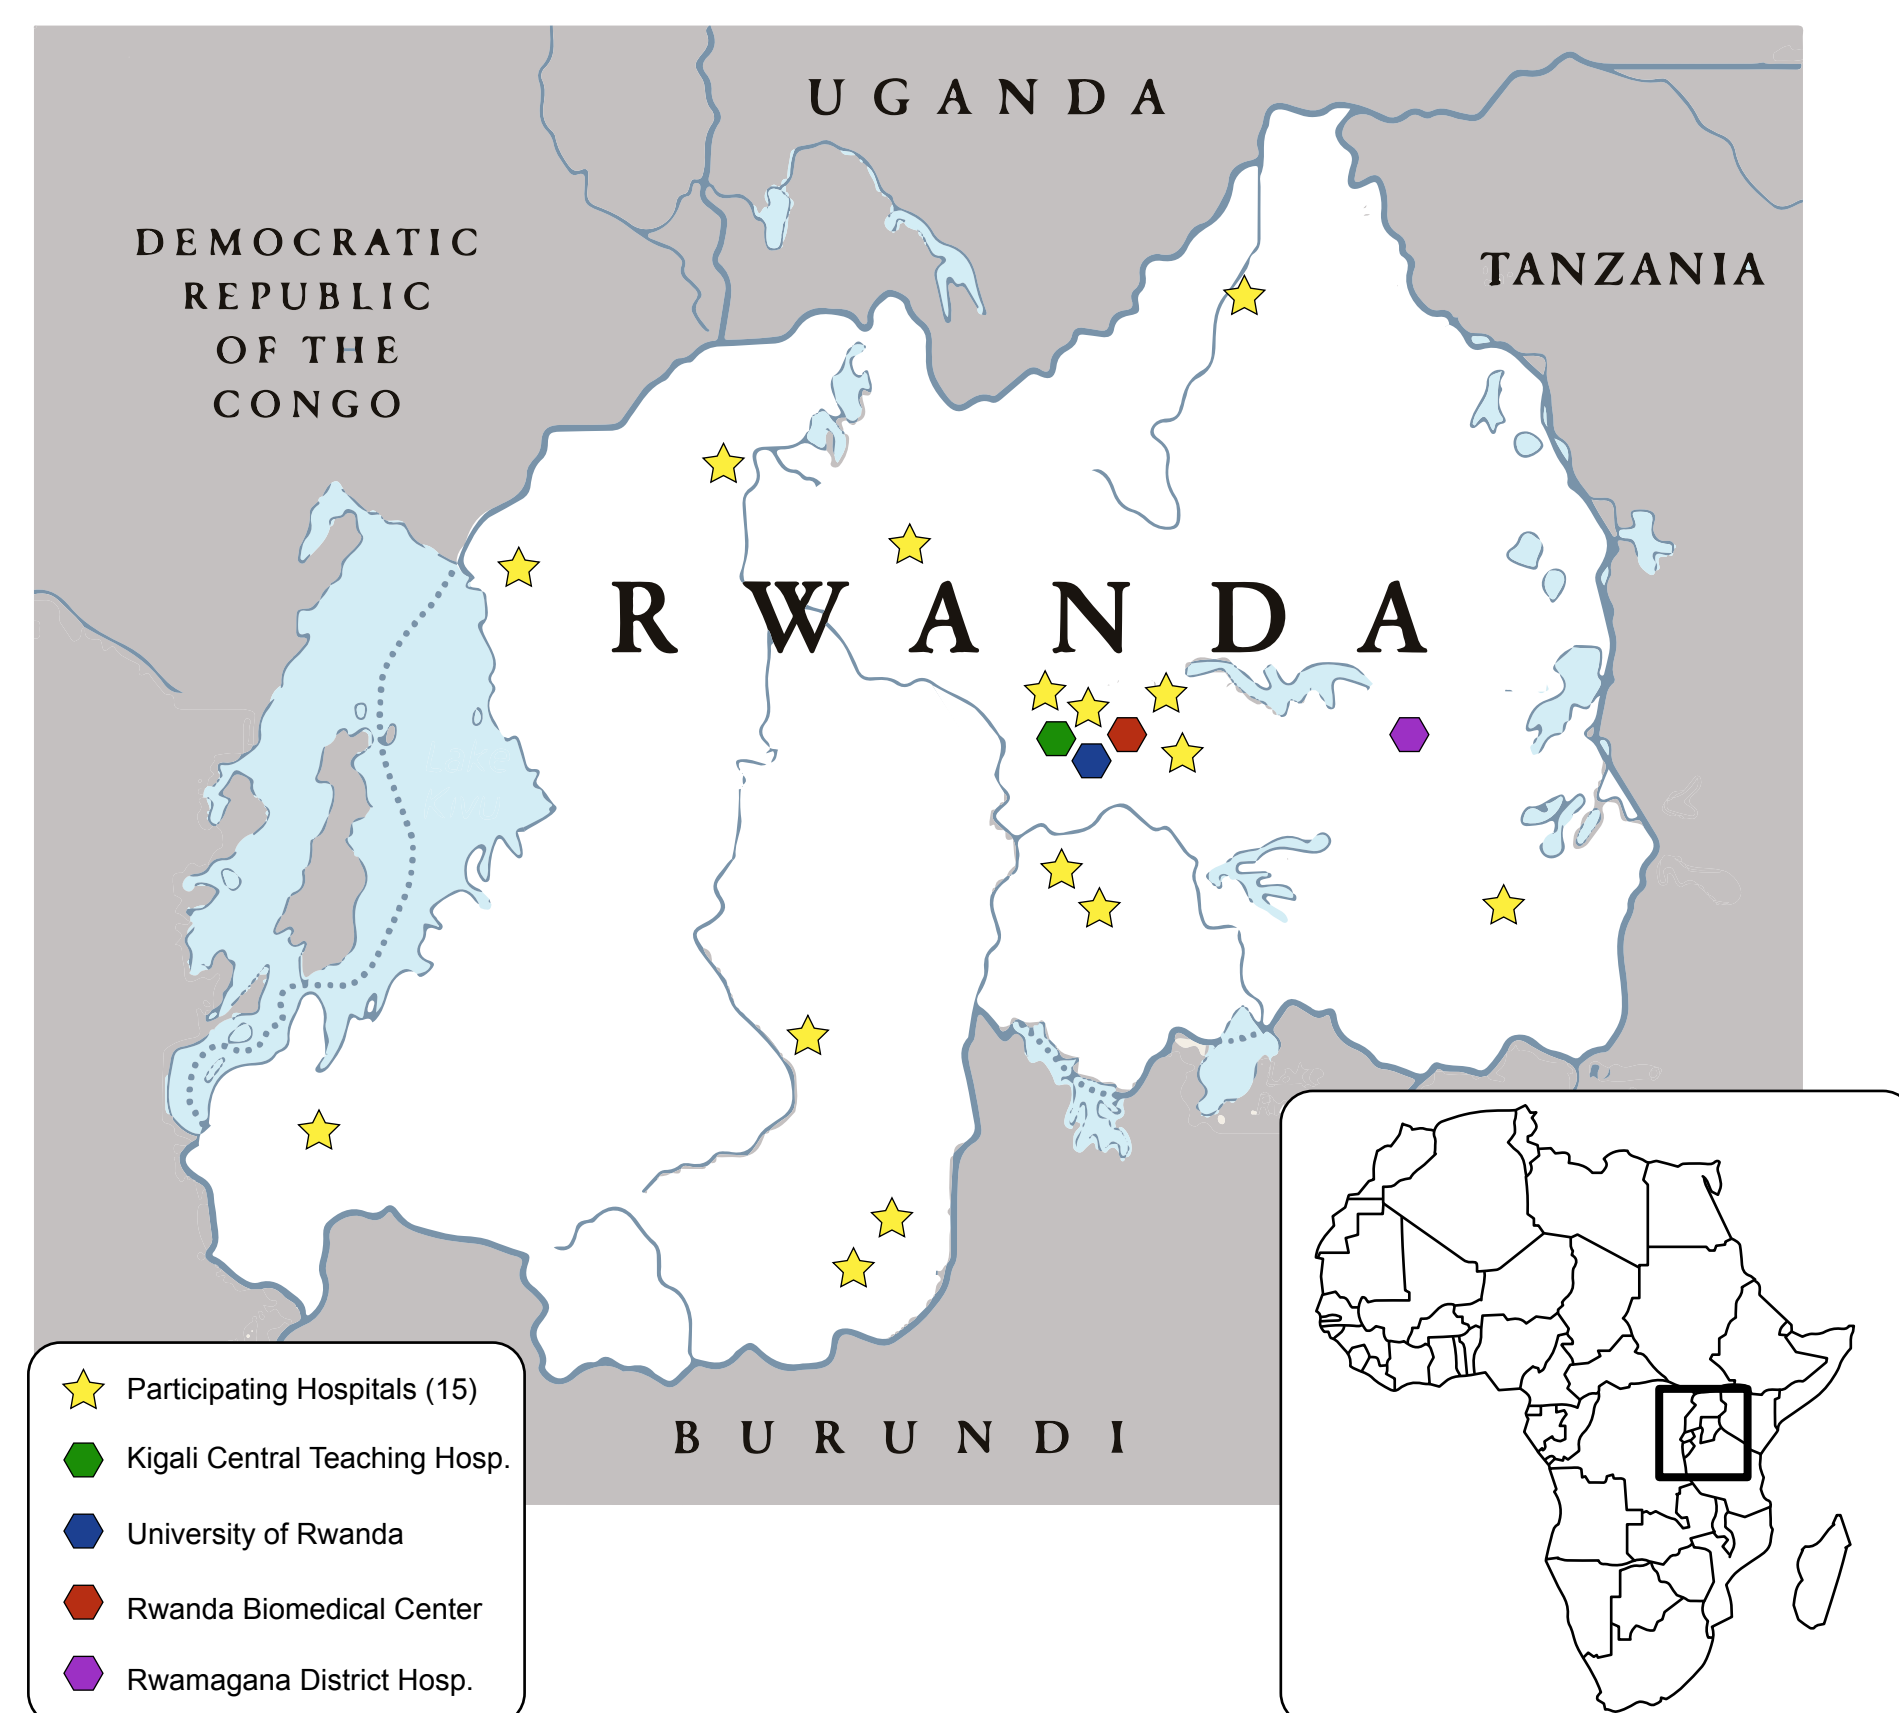 UGANDA
DEMOCRATIC
REPUBLIC
OF THE
CONGO
TANZANIA
RWANDA
BURUNDI
Participating Hospitals (15)
Kigali Central Teaching Hosp.
University of Rwanda
Rwanda Biomedical Center
Rwamagana District Hosp.